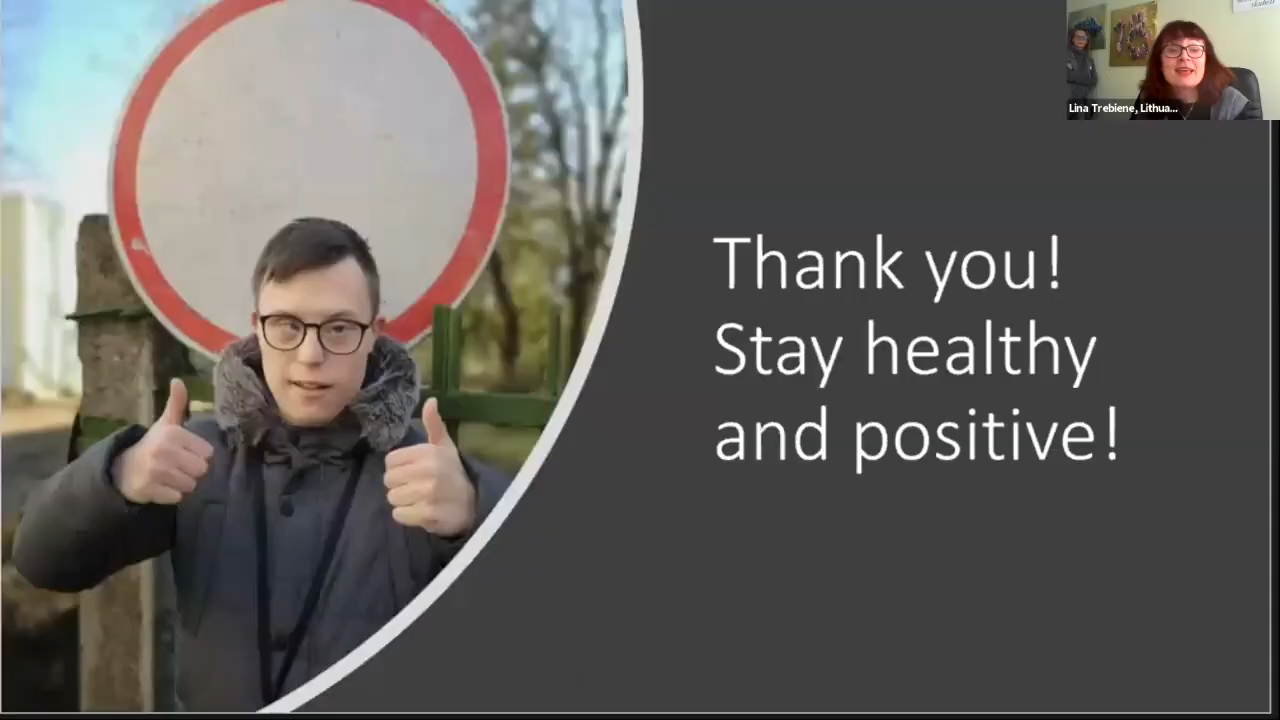 Lina Trebiene, Lithua...
Thank you!
Stay healthy
and positive!